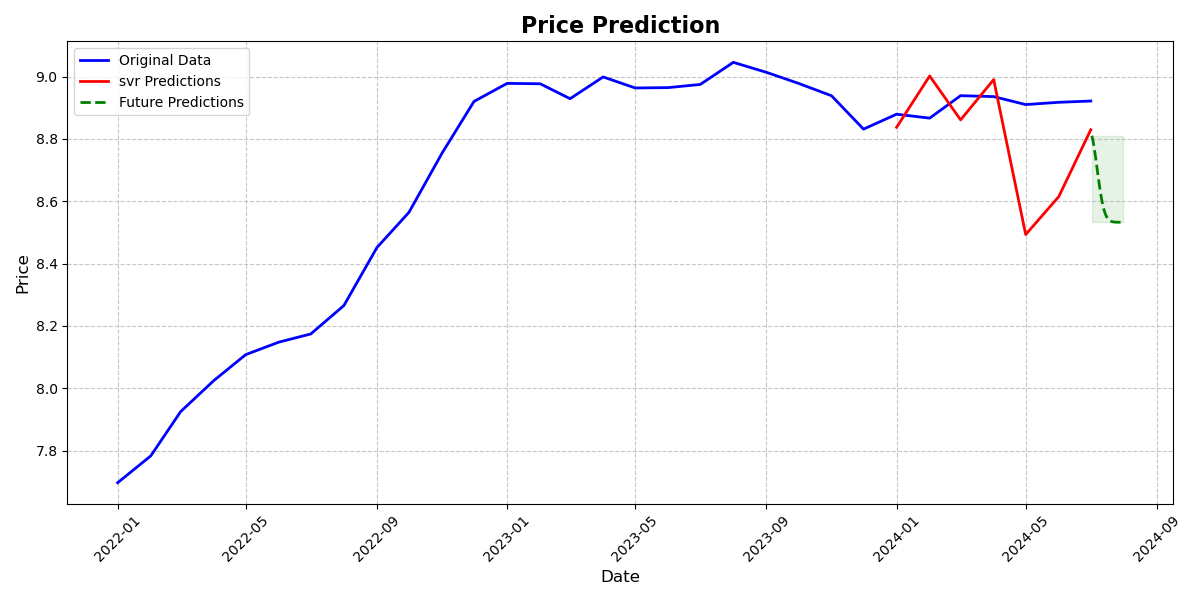 Price Prediction
Original Data
svr Predictions
Future Predictions
Price
9.0
8.8
8.6
8.4
8.2
8.0
7.8
2022-01
2022-05
2022-09
2023-01
2023-05
2023-09
2024-01
2024-05
2024-09
Date